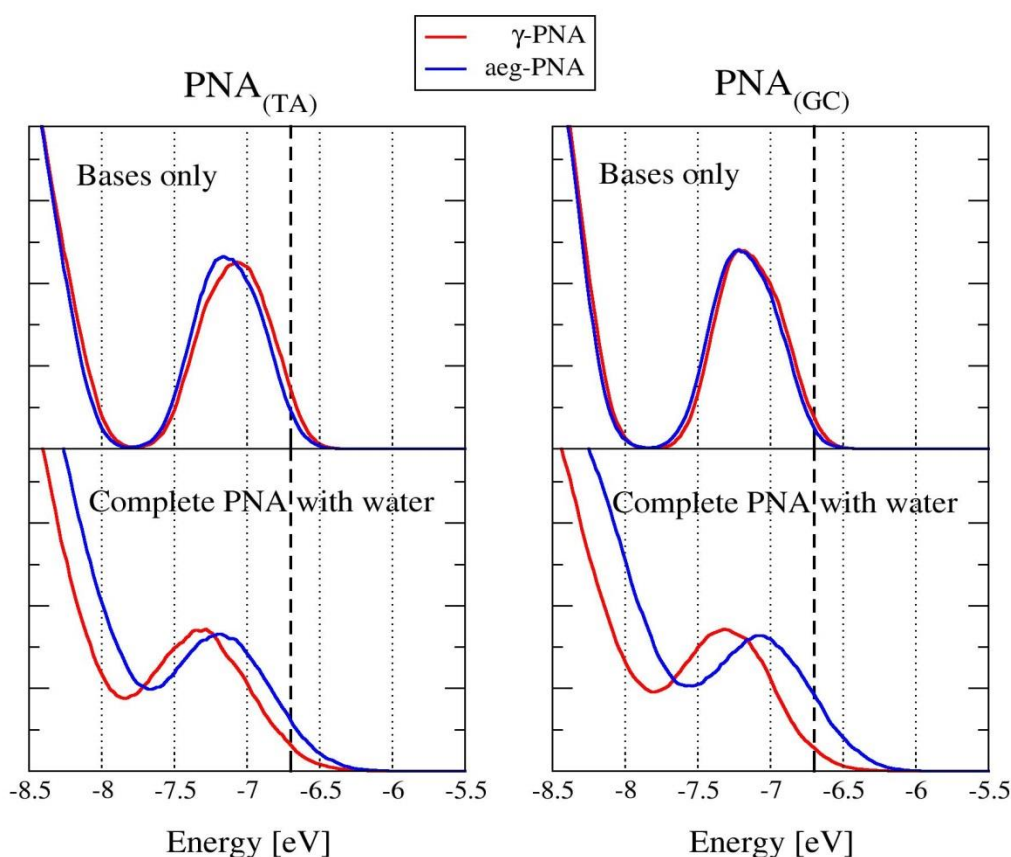 γ-PNA
aeg-PNA
PNA(TA)
PNA(GC)
Bases only
Bases only
Complete PNA with water
Complete PNA with water
-8.5 -8 -7.5 -7 -6.5 -6 -5.5
-8.5 -8 -7.5 -7 -6.5 -6 -5.5
Energy [eV]
Energy [eV]